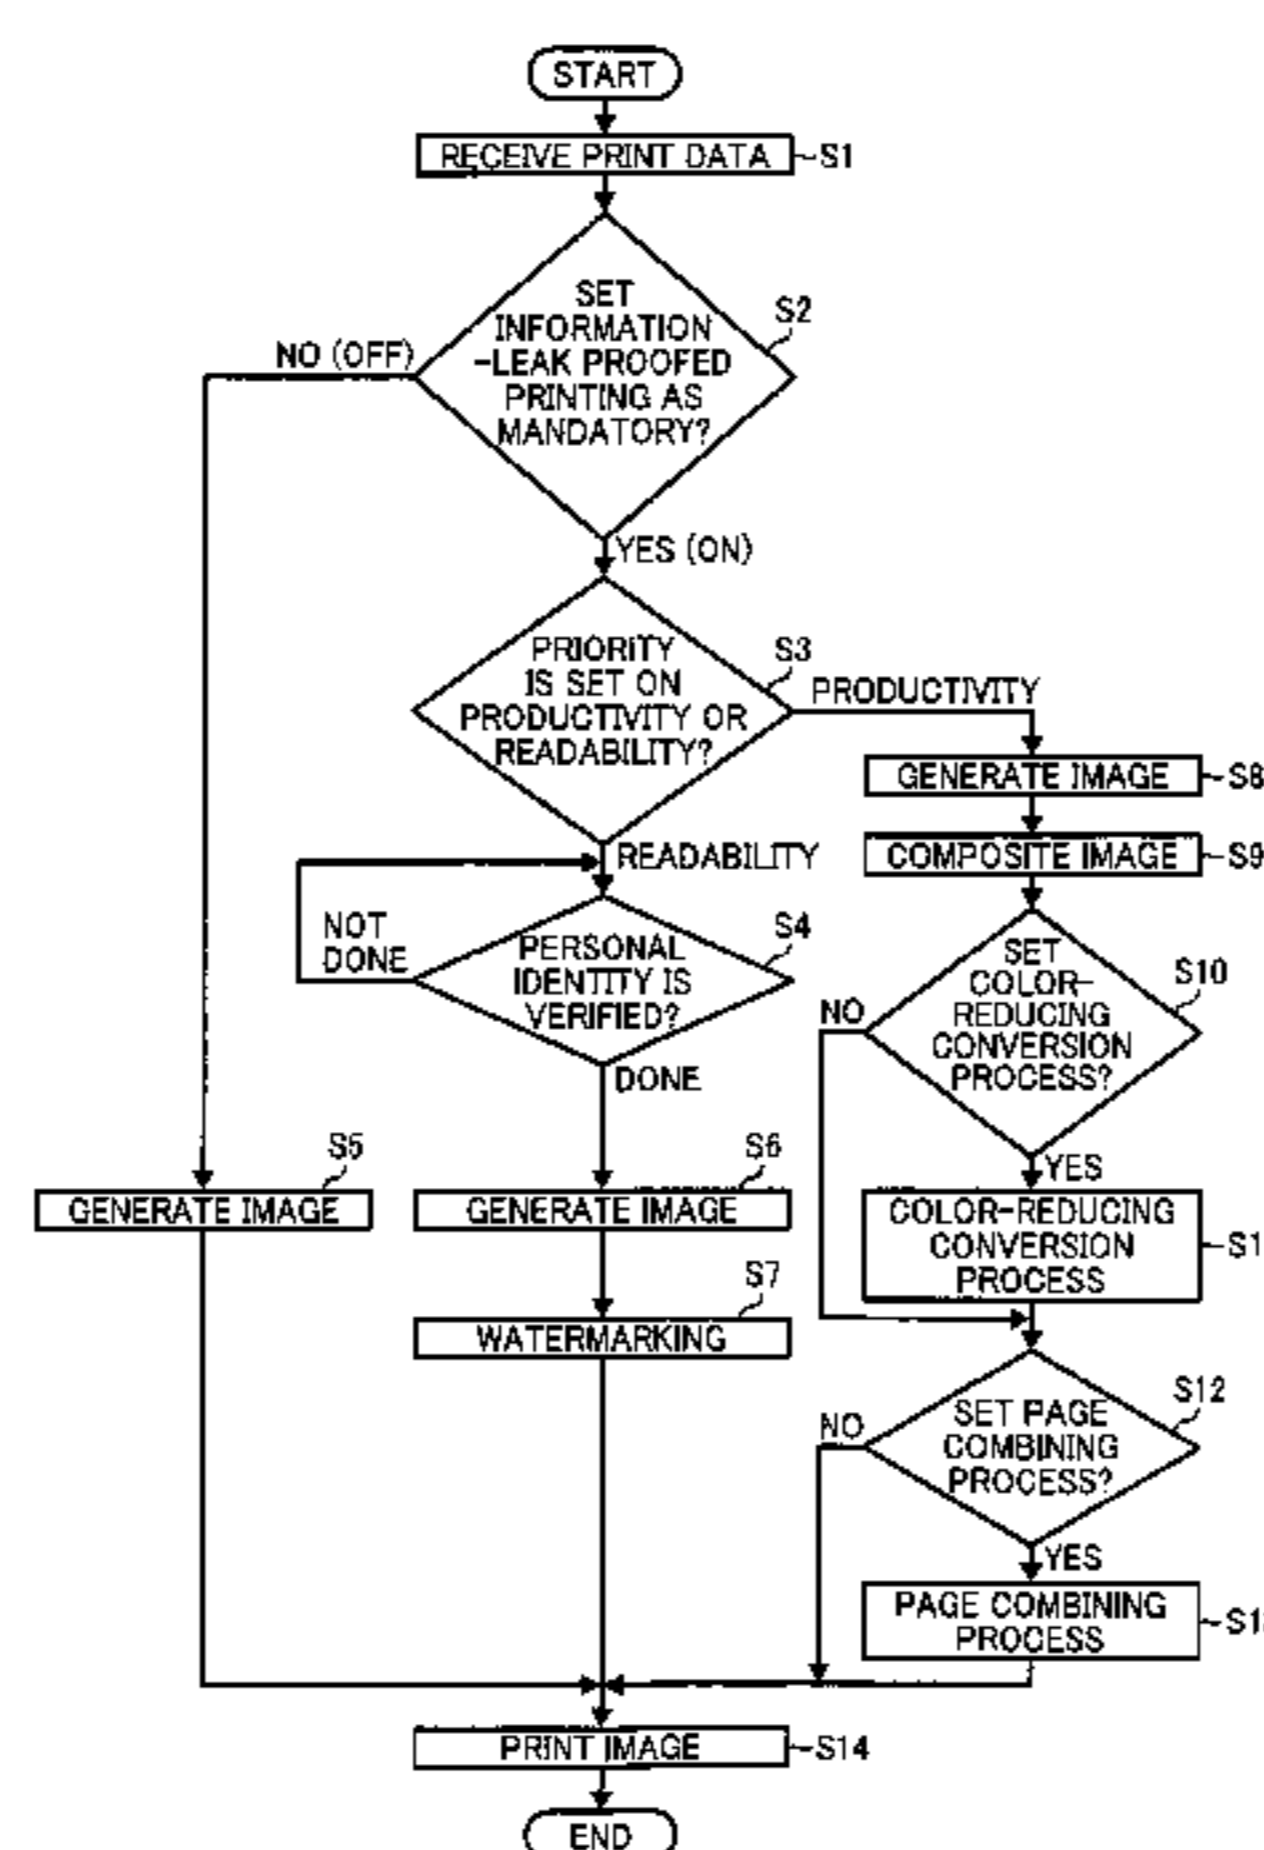 START
RECEIVE PRINT DATA
S1
SET
INFORMATION
-LEAK PROOFED
PRINTING AS
MANDATORY?
S2
NO (OFF)
YES (ON)
PRIORITY
IS SET ON
PRODUCTIVITY OR
READABILITY?
S3
PRODUCTIVITY
READABILITY
GENERATE IMAGE
S8
COMPOSITE IMAGE
S9
NOT
DONE
PERSONAL
IDENTITY IS
VERIFIED?
S4
DONE
SET
COLOR-
REDUCING
CONVERSION
PROCESS?
S10
NO
YES
S5
GENERATE IMAGE
S6
GENERATE IMAGE
COLOR-REDUCING
CONVERSION
PROCESS
S7
WATERMARKING
SET PAGE
COMBINING
PROCESS?
S12
NO
YES
PAGE COMBINING
PROCESS
PRINT IMAGE
S14
END